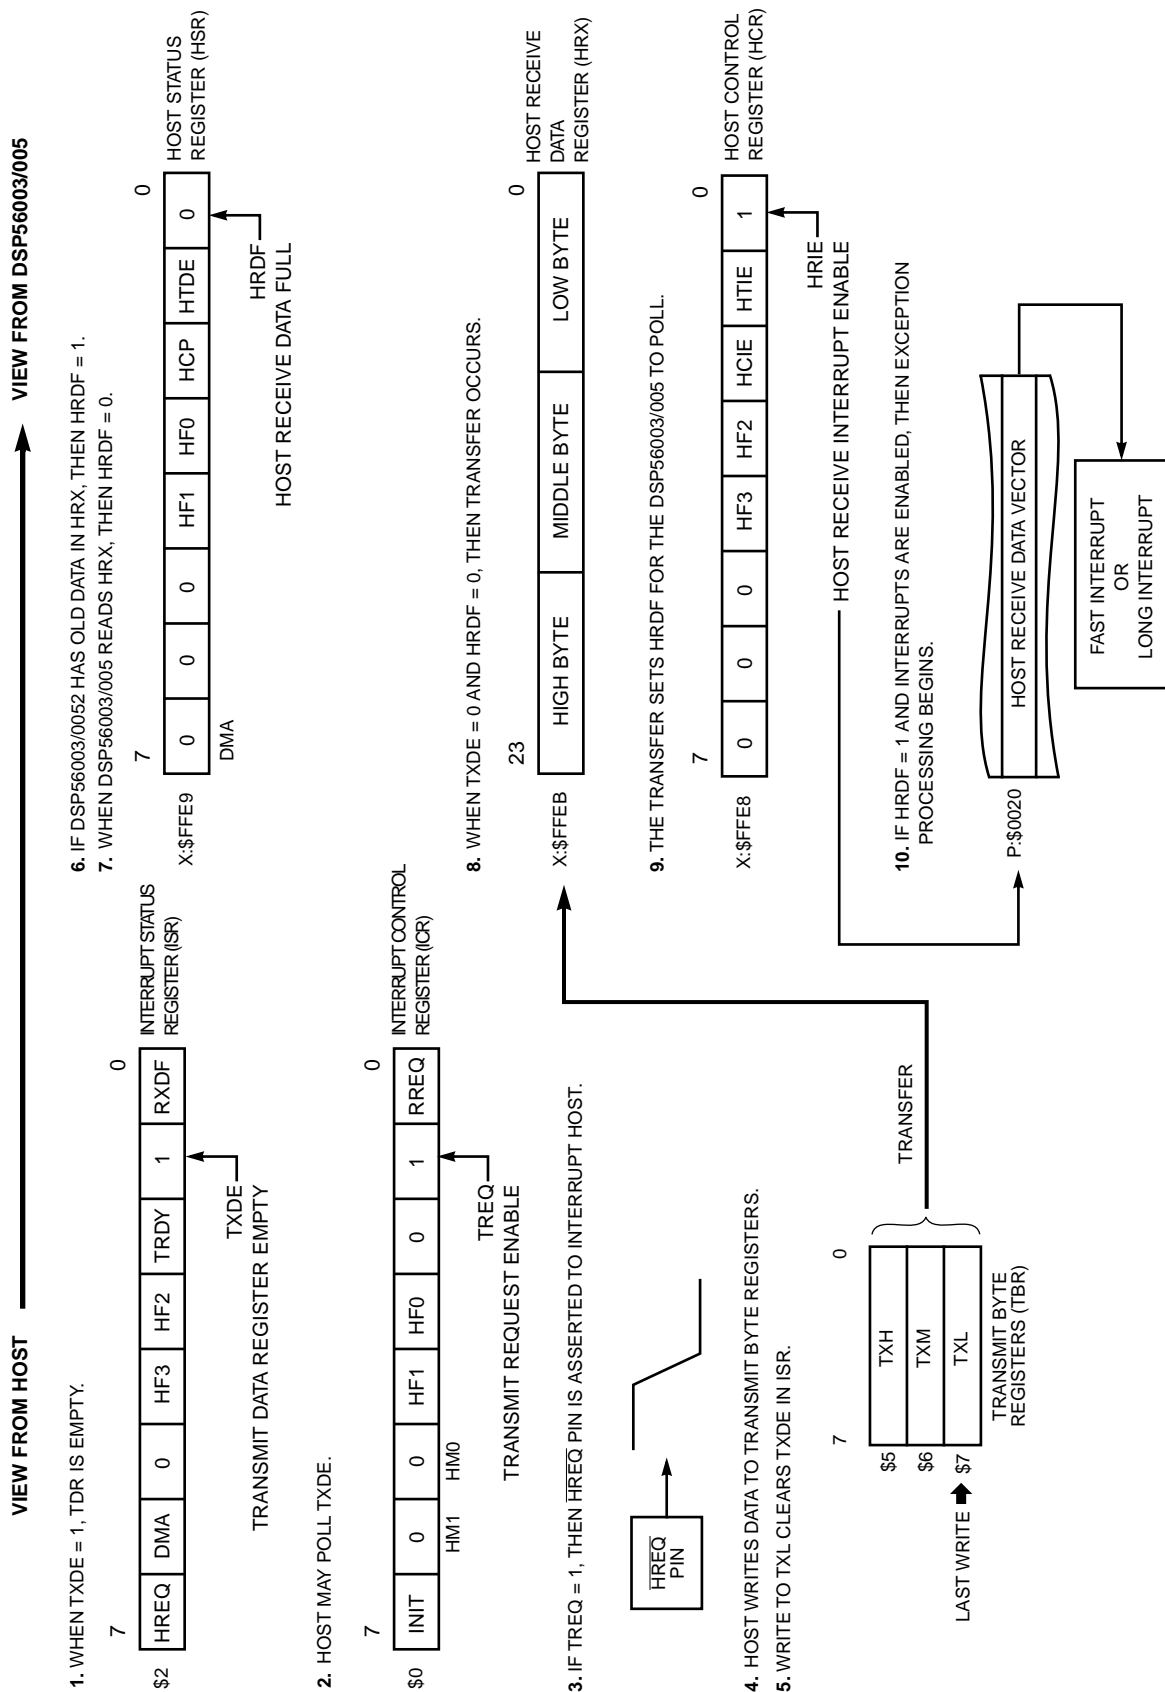 VIEW FROM HOST
VIEW FROM DSP56003/005
1. WHEN TXDE = 1, TDR IS EMPTY.
7
0
$2
HREQ
DMA
0
HF3
HF2
TRDY
1
RXDF
INTERRUPT STATUS
REGISTER (ISR)
TXDE
TRANSMIT DATA REGISTER EMPTY
2. HOST MAY POLL TXDE.
7
0
$0
INIT
0
0
HF1
HF0
0
1
RREQ
INTERRUPT CONTROL
REGISTER (ICR)
HM1
HM0
TREQ
TRANSMIT REQUEST ENABLE
3. IF TREQ = 1, THEN HREQ PIN IS ASSERTED TO INTERRUPT HOST.
HREQ
PIN
4. HOST WRITES DATA TO TRANSMIT BYTE REGISTERS.
5. WRITE TO TXL CLEARS TXDE IN ISR.
7
0
$5
TXH
$6
TXM
LAST WRITE
$7
TXL
TRANSMIT BYTE
REGISTERS (TBR)
TRANSFER
6. IF DSP56003/0052 HAS OLD DATA IN HRX, THEN HRDF = 1.
7. WHEN DSP56003/005 READS HRX, THEN HRDF = 0.
7
0
X:$FFE9
0
0
0
HF1
HF0
HCP
HTDE
0
HOST STATUS
REGISTER (HSR)
DMA
HRDF
HOST RECEIVE DATA FULL
8. WHEN TXDE = 0 AND HRDF = 0, THEN TRANSFER OCCURS.
23
0
X:$FFEB
HIGH BYTE
MIDDLE BYTE
LOW BYTE
HOST RECEIVE
DATA
REGISTER (HRX)
9. THE TRANSFER SETS HRDF FOR THE DSP56003/005 TO POLL.
7
0
X:$FFE8
0
0
0
HF3
HF2
HCIE
HTIE
1
HOST CONTROL
REGISTER (HCR)
HRIE
HOST RECEIVE INTERRUPT ENABLE
10. IF HRDF = 1 AND INTERRUPTS ARE ENABLED, THEN EXCEPTION
PROCESSING BEGINS.
P:$0020
HOST RECEIVE DATA VECTOR
FAST INTERRUPT
OR
LONG INTERRUPT